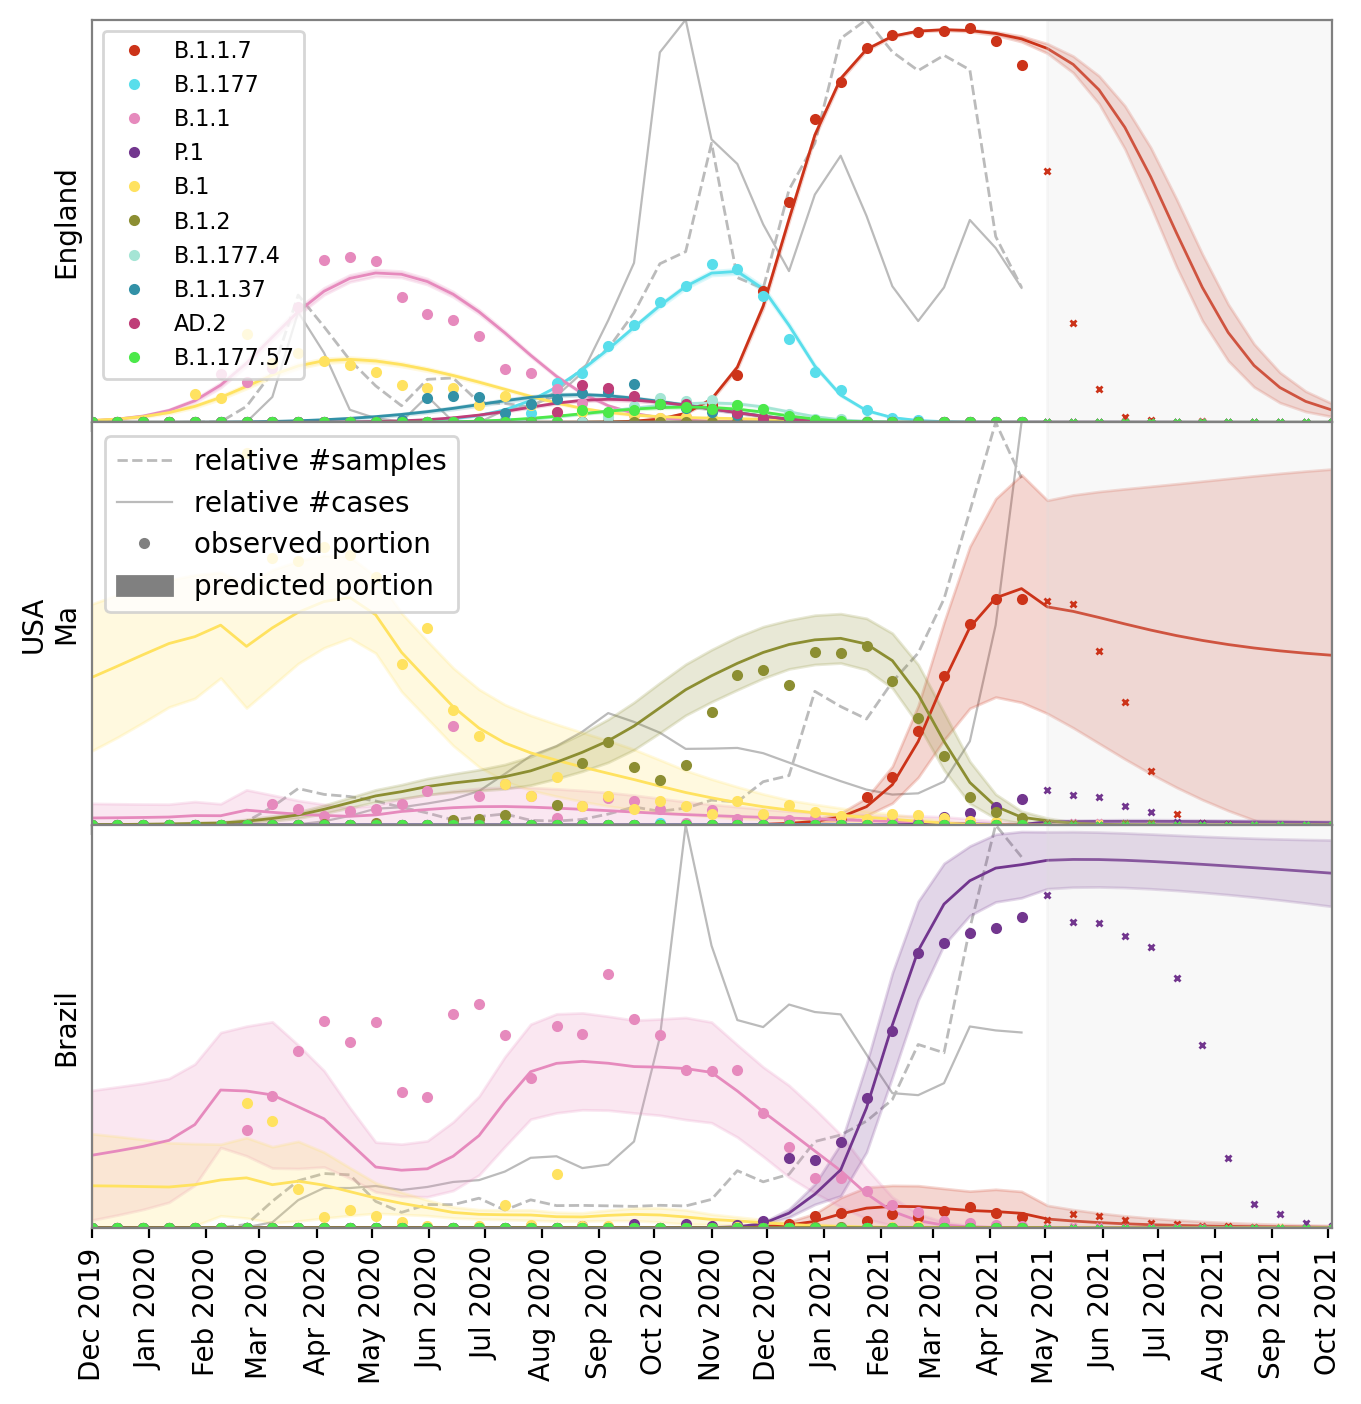 B.1.1.7
B.1.177
B.1.1
P.1
B.1
B.1.2
B.1.177.4
B.1.1.37
AD.2
B.1.177.57
England
relative #samples
relative #cases
observed portion
predicted portion
USA
Ma
Brazil
Dec 2019
Jan 2020
Feb 2020
Mar 2020
Apr 2020
May 2020
Jun 2020
Jul 2020
Aug 2020
Sep 2020
Oct 2020
Nov 2020
Dec 2020
Jan 2021
Feb 2021
Mar 2021
Apr 2021
May 2021
Jun 2021
Jul 2021
Aug 2021
Sep 2021
Oct 2021